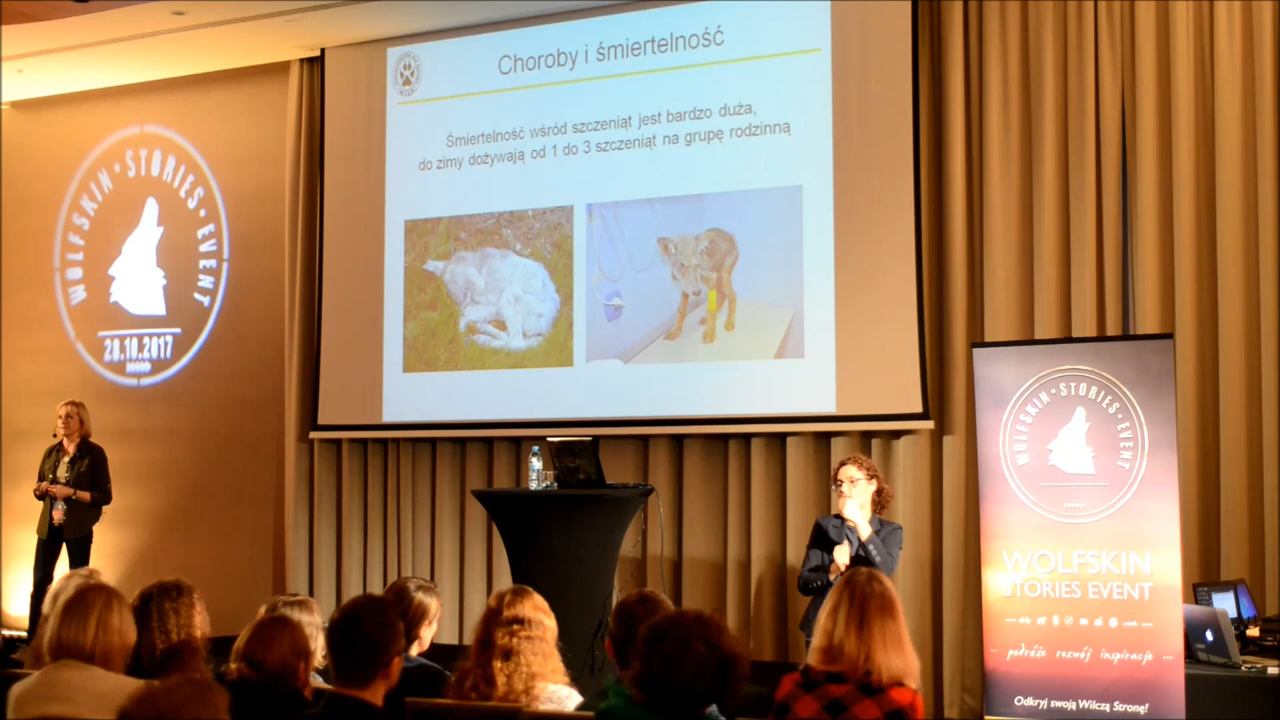 Choroby i śmiertelność
Śmiertelność wśród szczeniąt jest bardzo duża,
do zimy dożywają od 1 do 3 szczeniąt na grupę rodzinną
WOLFSKIN • STORIES • EVENT
28.10.2017
WOLFSKIN • STORIES • EVENT
WOLFSKIN
STORIES EVENT
... podróże rozwój inspiracje ...
Odkryj swoją Wilczą Stronę!